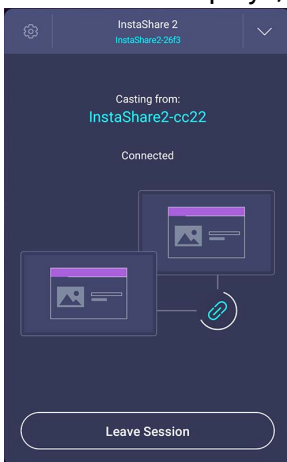 InstaShare 2
InstaShare2-26f3
Casting from:
InstaShare2-cc22
Connected
Leave Session